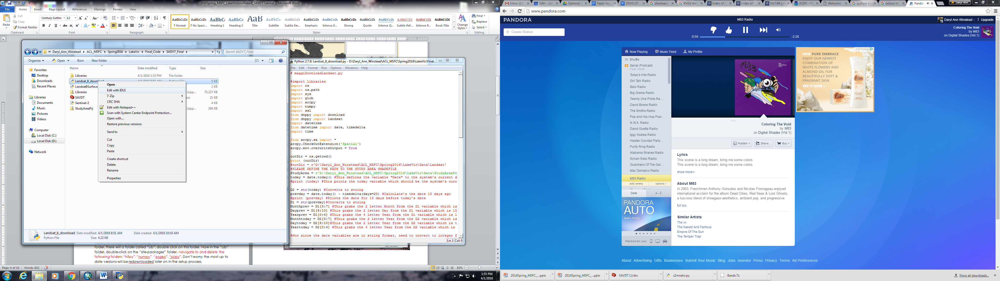 2016Spring_MSFC_LakeVictoriaWaterII_SAVDTTutorial - Microsoft Word
File Home Insert Page Layout References Mailings Review View
Cut
Copy
Format Painter
Paste
Clipboard
Century Gothic 12
Font
Paragraph
¶ Normal ¶ No Spaci... Heading 1 Heading 2 Title Subtitle Subtle Em... Emphasis Intense E... Strong Quote Intense Q... Subtle Ref... Intense R... Book Title
Styles
Change Styles
Find
Replace
Select
Editing
Daryl_Ann_Winstead ACL_MSFC Spring2016 LakeVic Final_Code SADVT_Final
Search SADVT_Final
Organize Open Burn New folder
Favorites
Desktop
Downloads
Recent Places
Libraries
Documents
Music
Pictures
Videos
Computer
Local Disk (C:)
Local Disk (D:)
Network
Name Date modified Type Size
Libraries 4/1/2016 1:33 PM File folder
Landsat_8_download 4/1/2016 8:51 AM Python File 5 KB
Landsat8Surface 2 KB
Libraries (zipp... 75,227 KB
SAVDT box 21 KB
Sentinel-2 4 KB
StudyAreaPrj (zipp... 266 KB
Open
Edit with IDLE
7-Zip
CRC SHA
Edit with Notepad++
Scan with System Center Endpoint Protection...
Open with...
Restore previous versions
Send to
Cut
Copy
Paste
Create shortcut
Delete
Rename
Properties
Landsat_8_download Date modified: 4/1/2016 8:51 AM Date created: 4/1/2016 10:19 AM
Python File Size: 4.22 KB
Python 2.7.8: Landsat_8_download.py - D:\Daryl_Ann_Winstead\ACL_MSFC\Spring2016\LakeVic\Final...
File Edit Format Run Options Windows Help
# maggiDownloadLandsat.py
#import libraries
import os
import os.path
import sys
import glob
import arcpy
import numpy
import ssl
from dnppy import download
from dnppy import landsat
import datetime
from datetime import date, timedelta
import time
from arcpy.sa import *
arcpy.CheckOutExtension('Spatial')
arcpy.env.overwriteOutput = True
outDir = os.getcwd()
print (outDir)
#outDir = r'D:\Daryl_Ann_Winstead\ACL_MSFC\Spring2016\LakeVic\Data\Landsat'
#PLEASE DEFINE THE PATH TO THE STUDY AREA SHAPEFILE
StudyArea = r'D:\Daryl_Ann_Winstead\ACL_MSFC\Spring2016\LakeVic\Data\StudyAreaPr
today = date.today() #This defines the variable "Date" to the system's current d
#print (today) #This prints the today variable which should be the system's curr
D2 = str(today) #Converts to string
prevday = date.today() - timedelta(days=20) #Calculate's the date 15 days ago
#print (prevday) #Prints the date for 15 days before today's date
D1 = str(prevday)#Converts to string
Monthprev = D1[5:7] #This grabs the 2 letter Month from the D1 variable which is
Dayprev = D1[8:10] #This grabs the 2 letter Day from the D1 variable which is 15
Yearprev = D1[0:4] #This grabs the 4 letter Year from the D1 variable which is 1
Monthtoday = D2[5:7] #This grabs the 2 letter Year from the D2 variable which is
Daytoday = D2[8:10]#This grabs the 2 letter Year from the D2 variable which is t
Yeartoday = D2[0:4] #This grabs the 4 letter Year from the D2 variable which is
#Now since the date variables are in string format, need to convert to integer f
Ln: 1 Col: 0
folder, there will a folder called "Lib", double click on this folder. Now in the "Lib"
folder, double-click on the "site-packages" folder. Navigate to and delete the
following folders: "h5py", "numpy", "osgeo", "scipy". Don't worry; the most up to
date versions will be redownloaded later on in the setup process.
Page: 4 of 10 Words: 832 82%
1:55 PM
4/1/2016
Inbox (22 UAH - Cal Optional E Team Jour DEVELOP shortwave KHSV met Index of / Index of / METAR.p ADDS - M Welcome surface an celsius to Pandor
Daryl Ann
www.pandora.com
PANDORA
M83 Radio
Daryl Ann Winstead | Upgrade
Create Station
0:59 -2:28
Coloring The Void
by M83
on Digital Shades (Vol.1)
Now Playing Music Feed My Profile
Shuffle
Serial (Podcast)
Feat. Serial
Today's Hits Radio
Girl Talk Radio
Baio Radio
Big Grams Radio
Twenty One Pilots Ra...
David Bowie Radio
The Smiths Radio
Pop and Hip Hop Pow...
N.W.A. Radio
David Guetta Radio
Iggy Azalea Radio
Hipster Cocktail Party...
Purity Ring Radio
Alabama Shakes Radio
Sylvan Esso Radio
Guardians Of The Gal...
Mac Demarco Radio
M83 Radio
add variety options
Date A - Z
PANDORA
AUTO
learn more
Pandora for your
M83
Coloring The Void
by M83
on Digital Shades (Vol.1)
Publish Share... Buy
Lyrics
This scene is a long dream, bring me some colors
This scene is a long dream, bring me some colors
show more
About M83
In 2003, Frenchmen Anthony Gonzalez and Nicolas Fromageau enjoyed
international acclaim for the album Dead Cities, Red Seas & Lost Ghosts,
a luscious blend of shoegaze aesthetics, ambient pop, and progressive
full bio
Similar Artists
The xx
The Naked And Famous
Empire Of The Sun
The Temper Trap
AdChoices
NEW PURE EMBRACE
ENJOY OUR NEWEST
COMBINATION OF
WHITE FLOWERS AND
ALMOND OIL FOR
BEAUTIFULLY SOFT &
FRAGRANT SKIN
TRY IT NOW
Caress
About Advertising Gifts Businesses Submit Your Music Blog Jobs Investor Press Privacy Terms Ad Preferences
2016Spring_MSFC_....pptx 2016Spring_MSFC_....pptx SAVDT (1).tbx s2mndwi.py Bands.7z
Show all downloads...